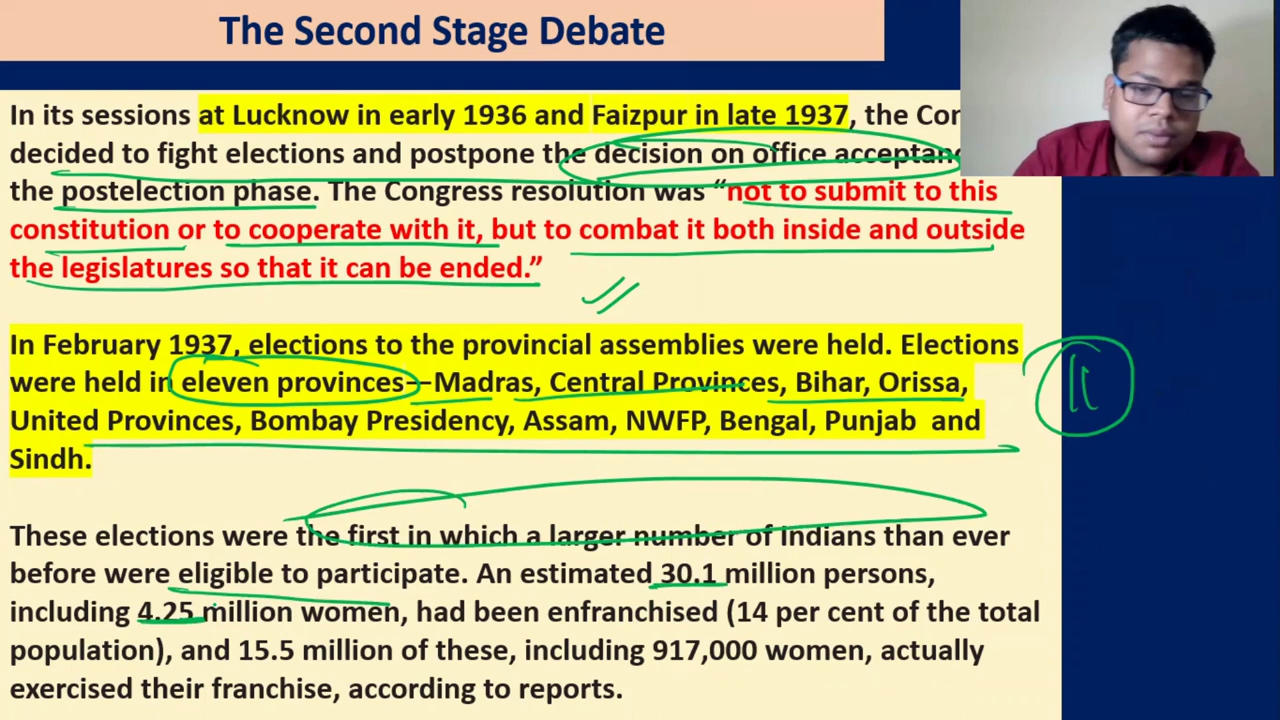 The Second Stage Debate
In its sessions at Lucknow in early 1936 and Faizpur in late 1937, the
decided to fight elections and postpone the decision on office
the postelection phase. The Congress resolution was “not to submit to this
constitution or to cooperate with it, but to combat it both inside and outside
the legislatures so that it can be ended.”
In February 1937, elections to the provincial assemblies were held. Elections
were held in eleven provinces—Madras, Central Provinces, Bihar, Orissa,
United Provinces, Bombay Presidency, Assam, NWFP, Bengal, Punjab and
Sindh.
11
These elections were the first in which a larger number of Indians than ever
before were eligible to participate. An estimated 30.1 million persons,
including 4.25 million women, had been enfranchised (14 per cent of the total
population), and 15.5 million of these, including 917,000 women, actually
exercised their franchise, according to reports.